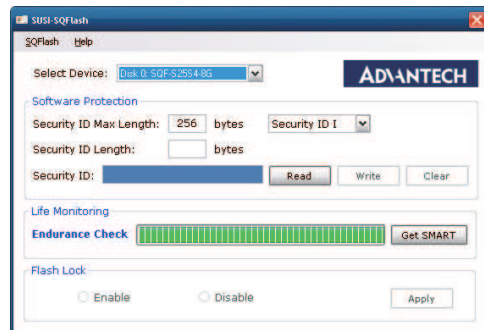 SUSI-SQFlash
SQFlash Help
Select Device: Disk 0: SQF-S25S4-8G
ADVANTECH
Software Protection
Security ID Max Length: 256 bytes Security ID I
Security ID Length: bytes
Security ID: Read Write Clear
Life Monitoring
Endurance Check Get SMART
Flash Lock
Enable Disable Apply